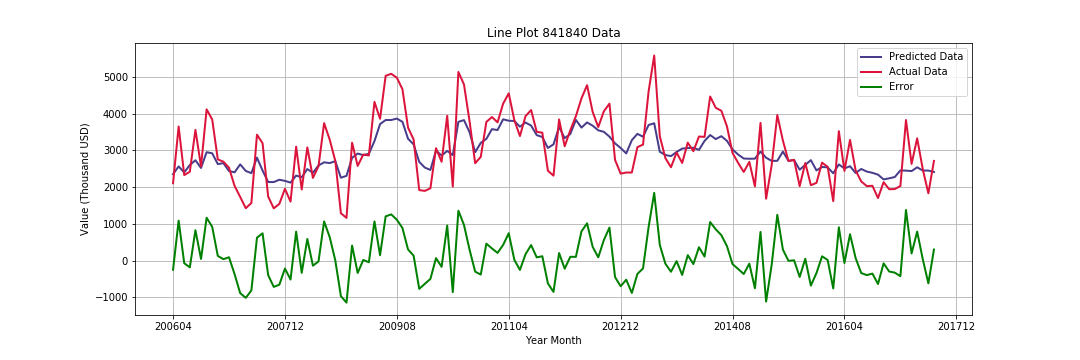 Line Plot 841840 Data
Predicted Data
Actual Data
Error
Value (Thousand USD)
5000
4000
3000
2000
1000
0
−1000
200604
200712
200908
201104
201212
201408
201604
201712
Year Month